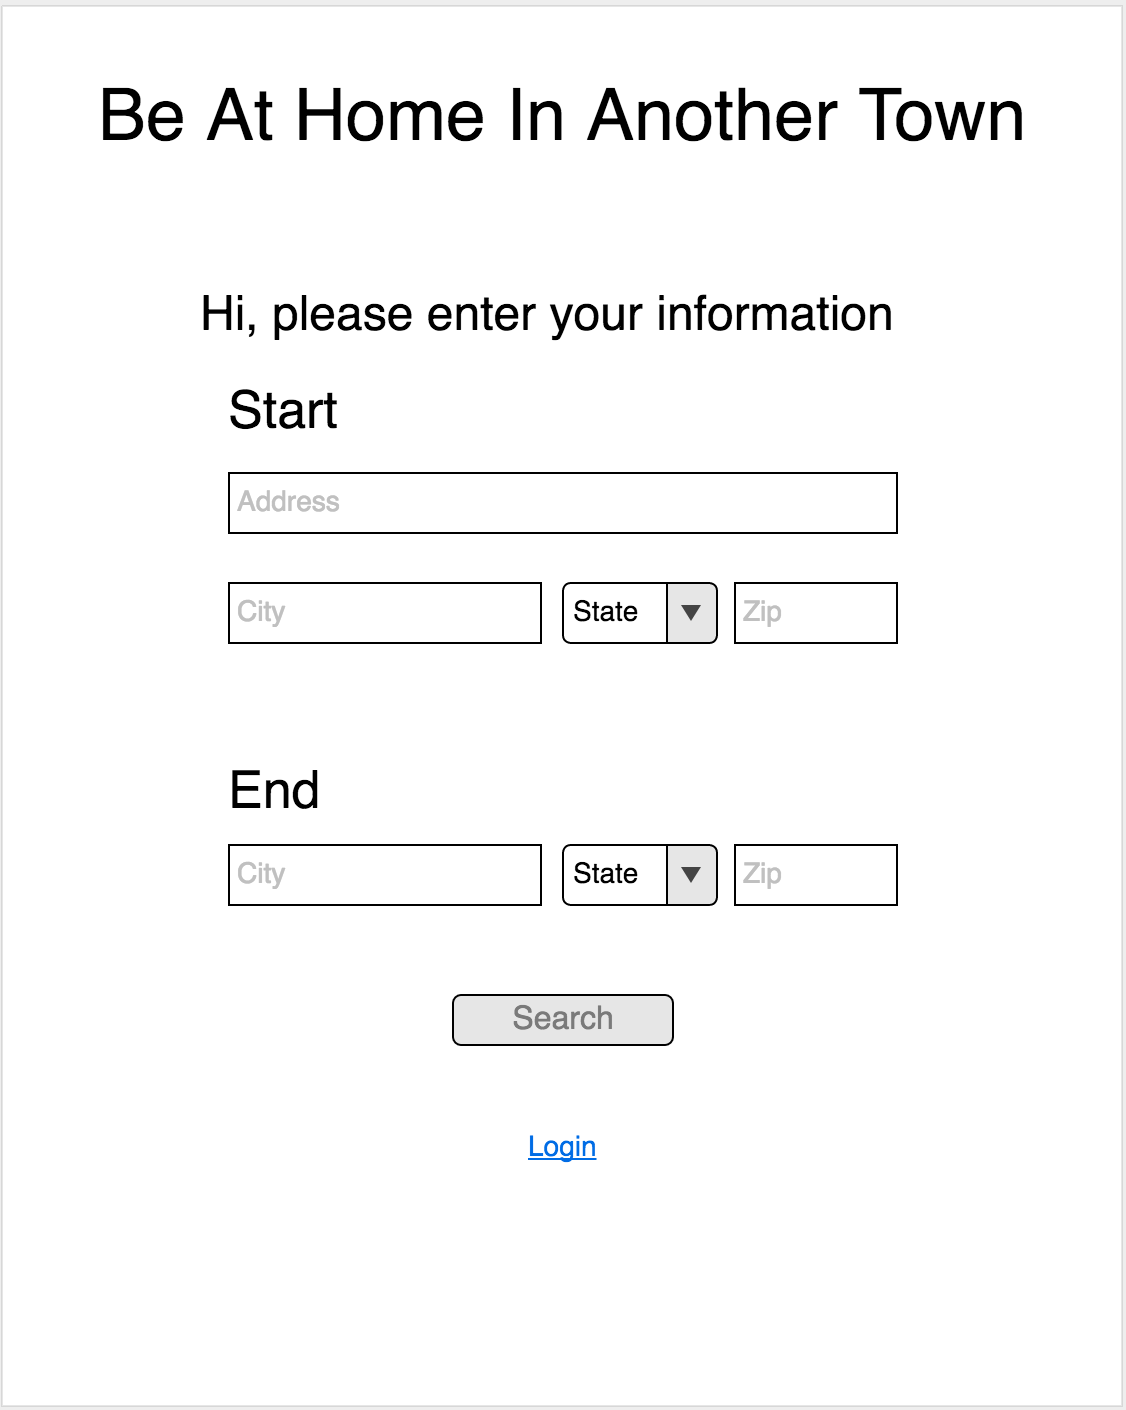 Be At Home In Another Town
Hi, please enter your information
Start
Address
City State Zip
End
City State Zip
Search
Login